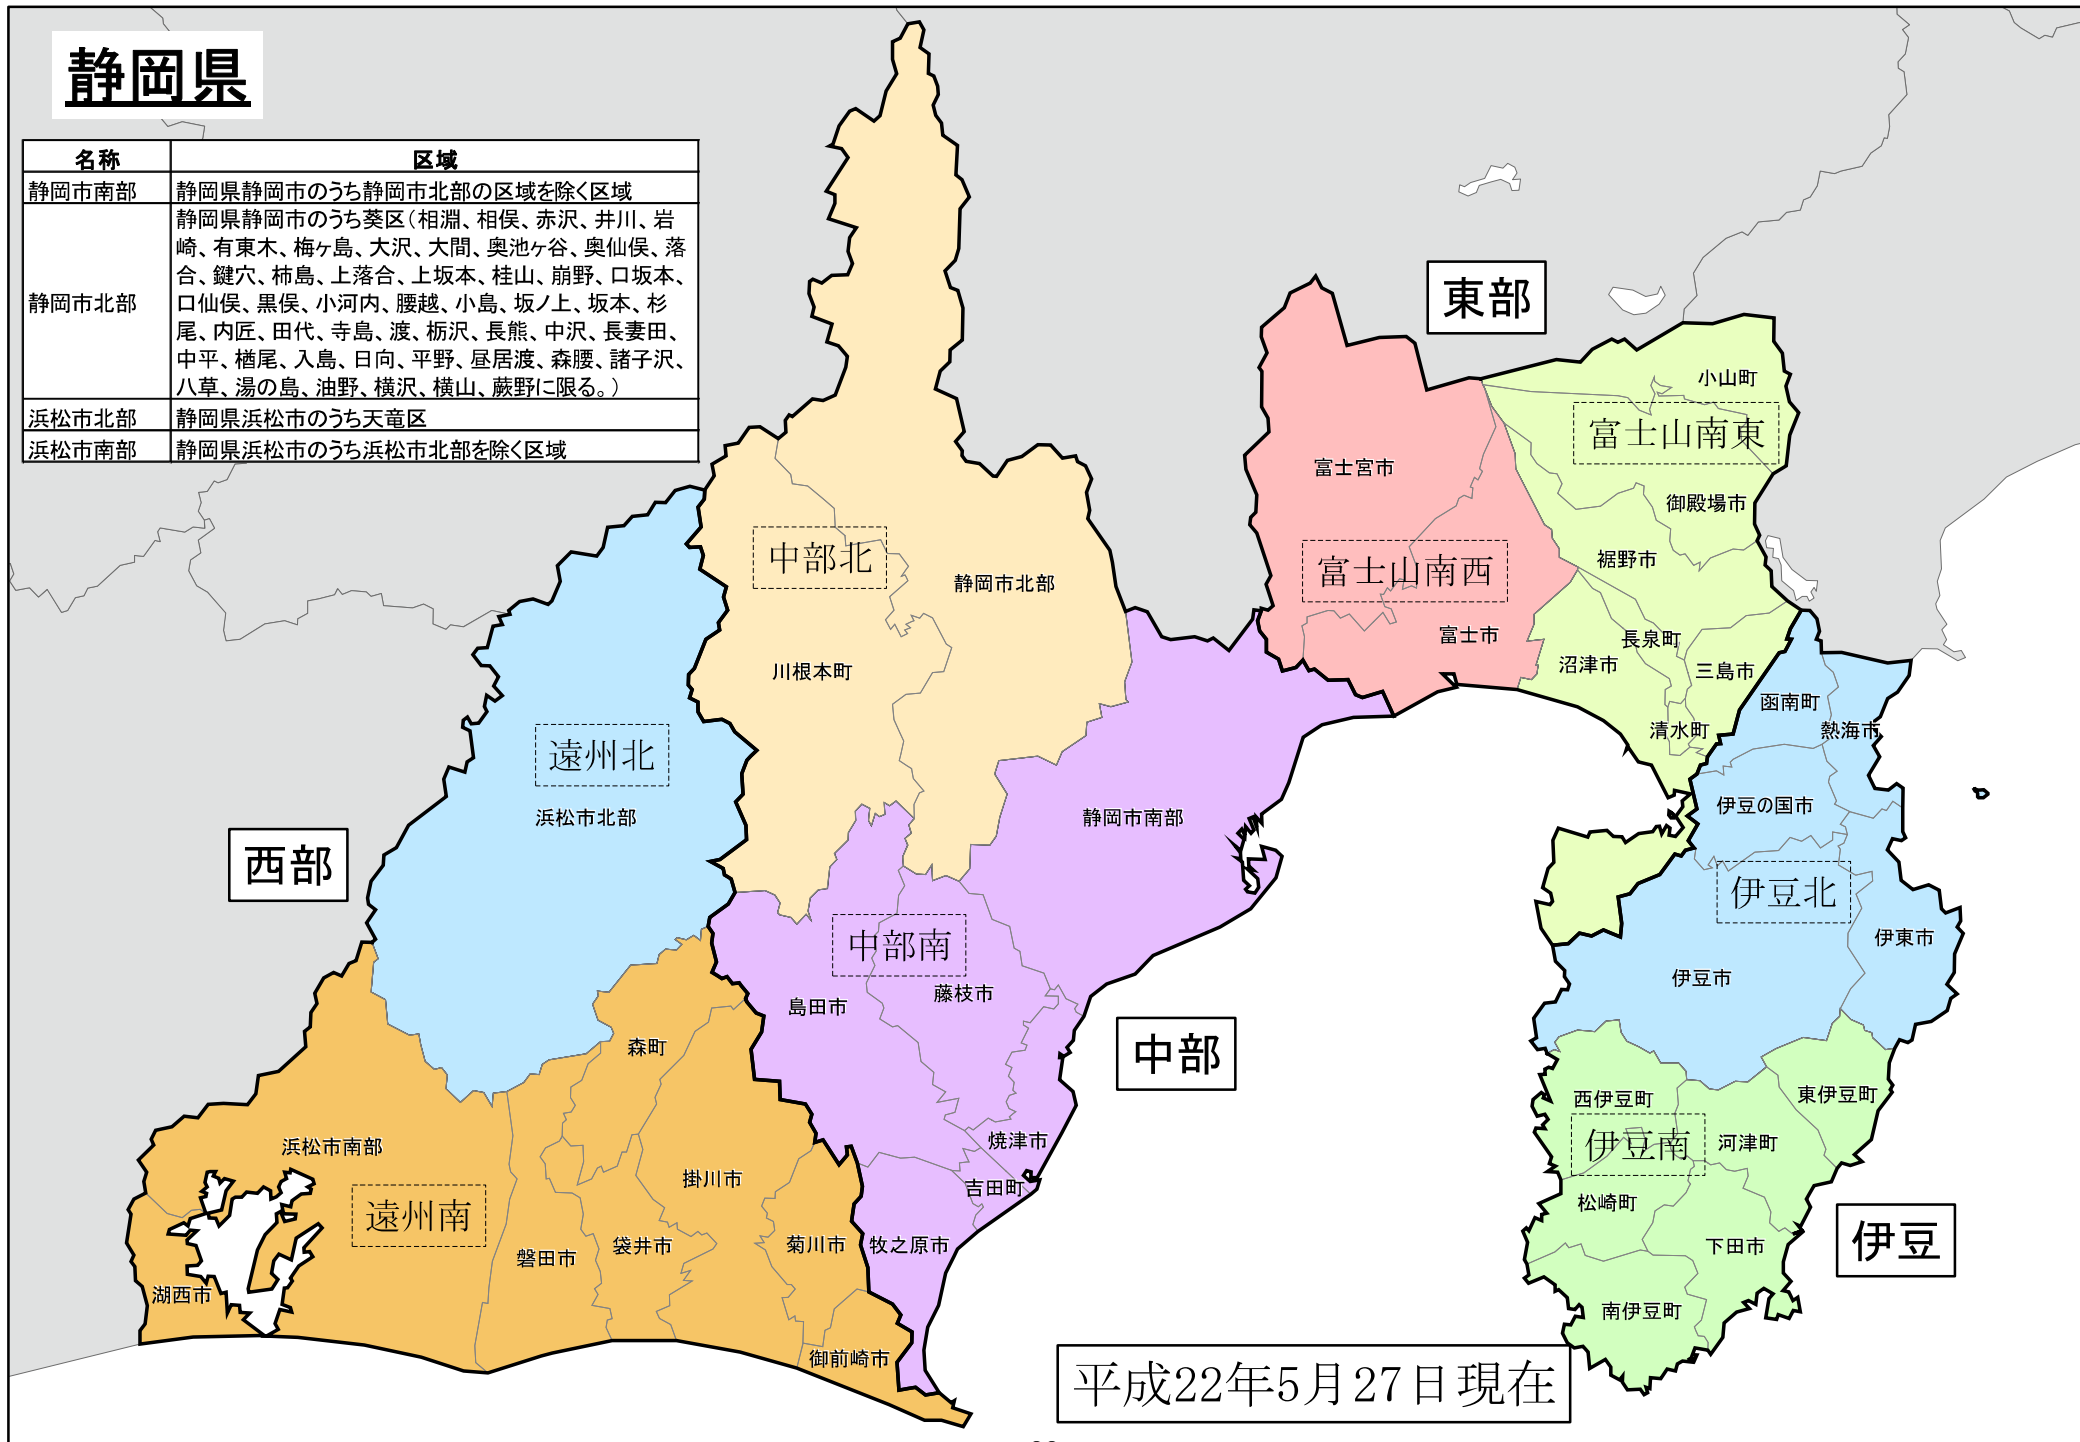 静岡県
名称 区域
静岡市南部 静岡県静岡市のうち静岡市北部の区域を除く区域
静岡市北部 静岡県静岡市のうち葵区（相淵、相俣、赤沢、井川、岩
崎、有東木、梅ヶ島、大沢、大間、奥池ヶ谷、奥仙俣、落
合、鍵穴、柿島、上落合、上坂本、桂山、崩野、口坂本、
口仙俣、黒俣、小河内、腰越、小島、坂ノ上、坂本、杉
尾、内匠、田代、寺島、渡、栃沢、長熊、中沢、長妻田、
中平、楢尾、入島、日向、平野、昼居渡、森腰、諸子沢、
八草、湯の島、油野、横沢、横山、蕨野に限る。）
浜松市北部 静岡県浜松市のうち天竜区
浜松市南部 静岡県浜松市のうち浜松市北部を除く区域
東部
小山町
富士山南東
富士宮市
御殿場市
中部北
裾野市
富士山南西
静岡市北部
富士市
長泉町
沼津市
三島市
川根本町
函南町
清水町
熱海市
遠州北
伊豆の国市
浜松市北部
静岡市南部
西部
伊豆北
中部南
伊東市
伊豆市
藤枝市
島田市
森町
中部
西伊豆町
東伊豆町
伊豆南
河津町
焼津市
浜松市南部
掛川市
吉田町
松崎町
遠州南
菊川市
牧之原市
袋井市
磐田市
下田市
伊豆
湖西市
南伊豆町
御前崎市
平成22年5月27日現在